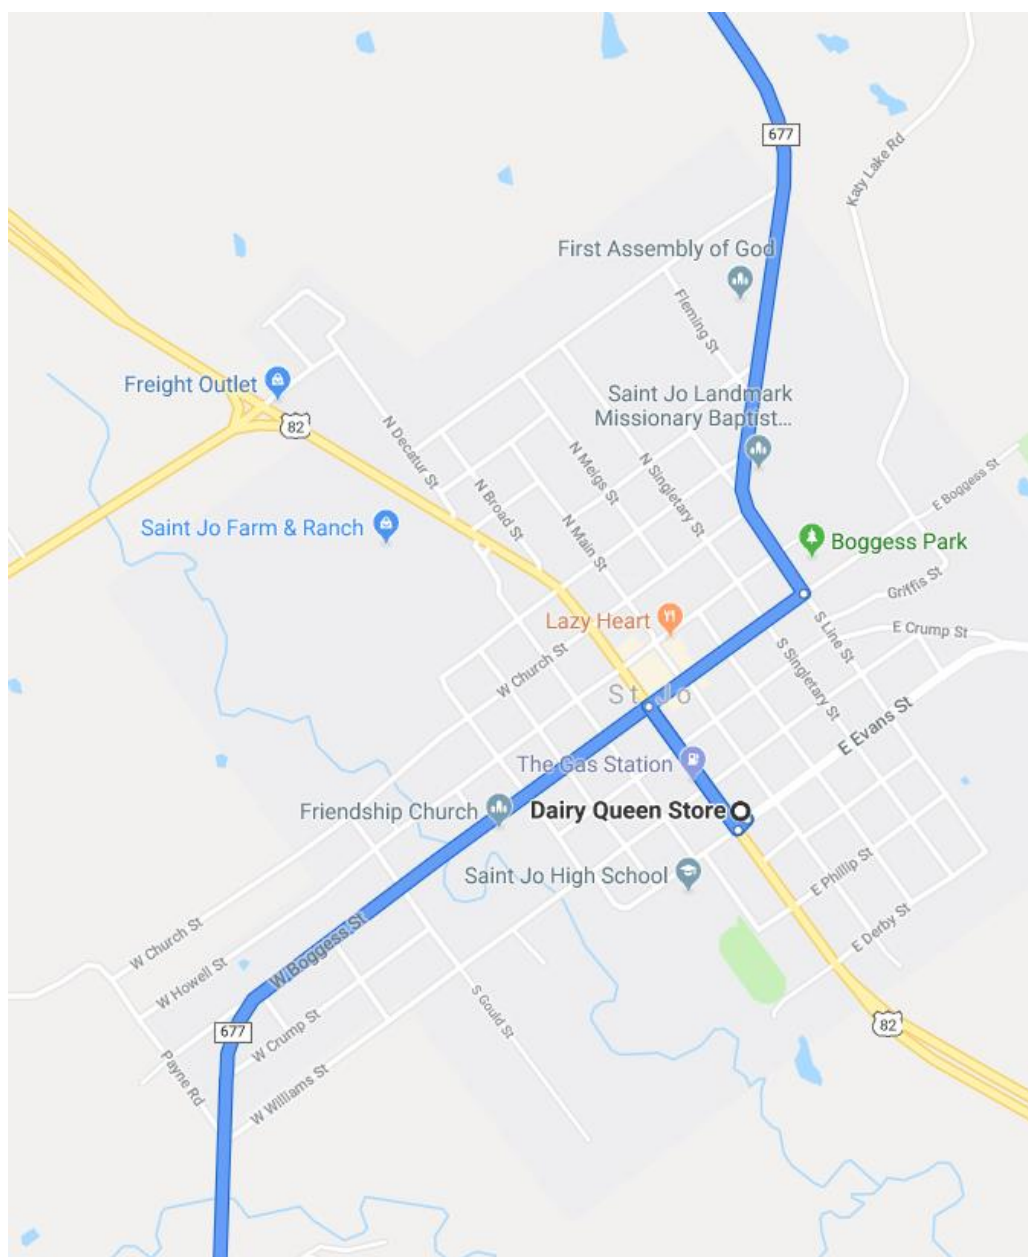 677
Katy Lake Rd
First Assembly of God
Fleming St
Freight Outlet
82
Saint Jo Landmark
Missionary Baptist...
N Decatur St
N Meigs St
N Singletary St
N Broad St
E Boggess St
Saint Jo Farm & Ranch
N Main St
Boggess Park
Griffis St
Lazy Heart
S Line St
E Crump St
W Church St
S Singletary St
St Jo
E Evans St
The Gas Station
Friendship Church
Dairy Queen Store
Saint Jo High School
E Phillip St
W Church St
W Boggess St
E Derby St
W Howell St
S Gould St
82
677
W Crump St
Payne Rd
W Williams St